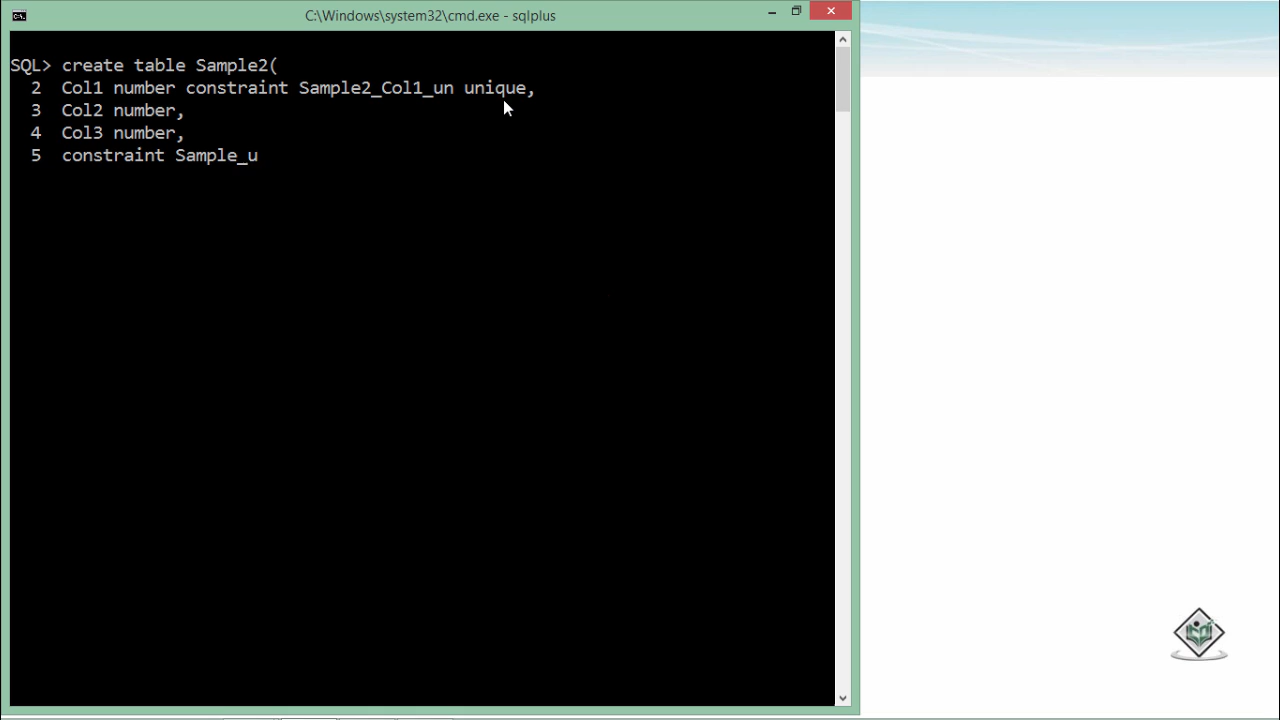 C:\Windows\system32\cmd.exe - sqlplus
SQL> create table Sample2(
2 Col1 number constraint Sample2_Col1_un unique,
3 Col2 number,
4 Col3 number,
5 constraint Sample_u